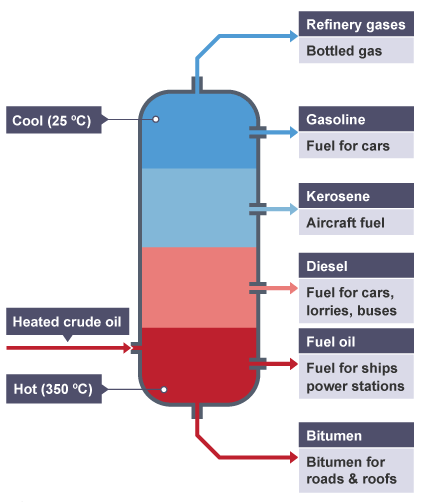 Refinery gases
Bottled gas
Cool (25 ºC)
Gasoline
Fuel for cars
Kerosene
Aircraft fuel
Diesel
Fuel for cars,
lorries, buses
Heated crude oil
Fuel oil
Fuel for ships
power stations
Hot (350 ºC)
Bitumen
Bitumen for
roads & roofs